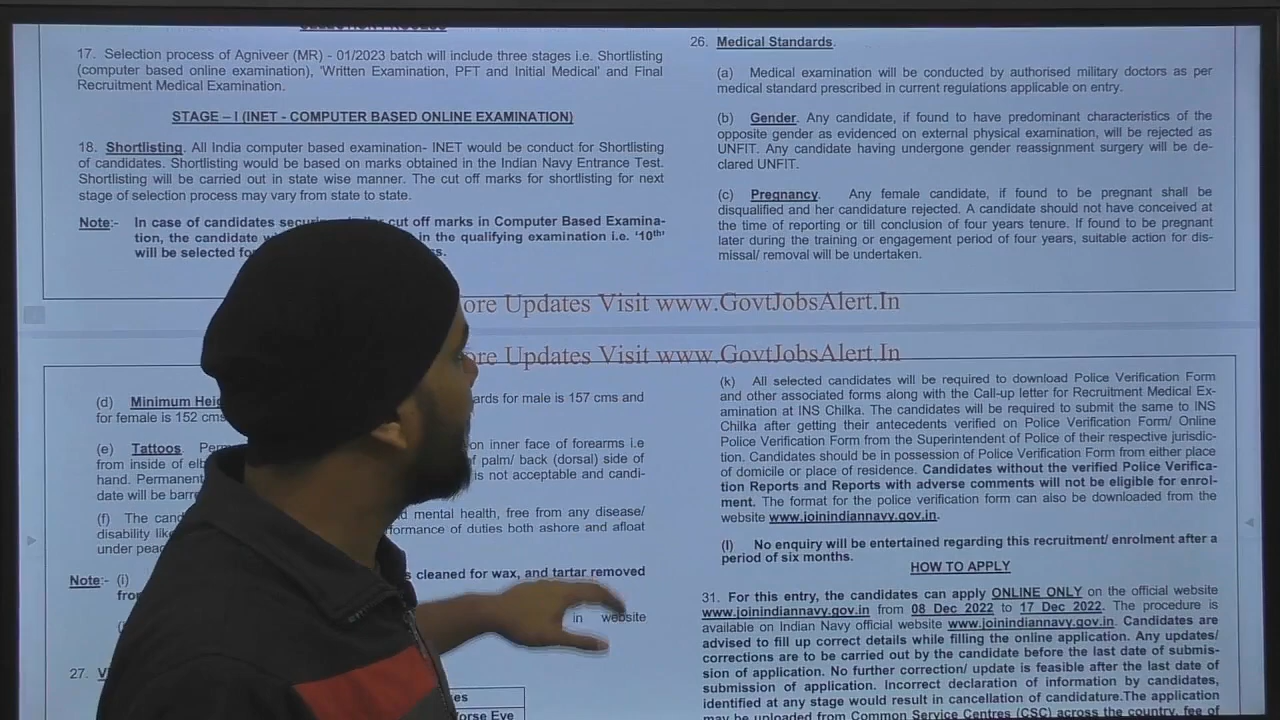 SELECTION PROCESS
17. Selection process of Agniveer (MR) - 01/2023 batch will include three stages i.e. Shortlisting
(computer based online examination), 'Written Examination, PFT and Initial Medical' and Final
Recruitment Medical Examination.
STAGE – I (INET - COMPUTER BASED ONLINE EXAMINATION)
18. Shortlisting. All India computer based examination- INET would be conduct for Shortlisting
of candidates. Shortlisting would be based on marks obtained in the Indian Navy Entrance Test.
Shortlisting will be carried out in state wise manner. The cut off marks for shortlisting for next
stage of selection process may vary from state to state.
Note:- In case of candidates cut off marks in Computer Based Examina-
tion, the candidate in the qualifying examination i.e. '10th'
will be selected
26. Medical Standards.
(a) Medical examination will be conducted by authorised military doctors as per
medical standard prescribed in current regulations applicable on entry.
(b) Gender. Any candidate, if found to have predominant characteristics of the
opposite gender as evidenced on external physical examination, will be rejected as
UNFIT. Any candidate having undergone gender reassignment surgery will be de-
clared UNFIT.
(c) Pregnancy. Any female candidate, if found to be pregnant shall be
disqualified and her candidature rejected. A candidate should not have conceived at
the time of reporting or till conclusion of four years tenure. If found to be pregnant
later during the training or engagement period of four years, suitable action for dis-
missal/ removal will be undertaken.
ore Updates Visit www.GovtJobsAlert.In
ore Updates Visit www.GovtJobsAlert.In
(d) Minimum ards for male is 157 cms and
for female is 152 cms
(e) Tattoos. on inner face of forearms i.e
from inside of of palm/ back (dorsal) side of
hand. Permanent is not acceptable and candi-
date will be
(f) The mental health, free from any disease/
disability ormance of duties both ashore and afloat
under
Note:- (i) cleaned for wax, and tartar removed
in website
27.
Worse Eye
(k) All selected candidates will be required to download Police Verification Form
and other associated forms along with the Call-up letter for Recruitment Medical Ex-
amination at INS Chilka. The candidates will be required to submit the same to INS
Chilka after getting their antecedents verified on Police Verification Form/ Online
Police Verification Form from the Superintendent of Police of their respective jurisdic-
tion. Candidates should be in possession of Police Verification Form from either place
of domicile or place of residence. Candidates without the verified Police Verifica-
tion Reports and Reports with adverse comments will not be eligible for enrol-
ment. The format for the police verification form can also be downloaded from the
website www.joinindiannavy.gov.in.
(l) No enquiry will be entertained regarding this recruitment/ enrolment after a
period of six months.
HOW TO APPLY
31. For this entry, the candidates can apply ONLINE ONLY on the official website
www.joinindiannavy.gov.in from 08 Dec 2022 to 17 Dec 2022. The procedure is
available on Indian Navy official website www.joinindiannavy.gov.in. Candidates are
advised to fill up correct details while filling the online application. Any updates/
corrections are to be carried out by the candidate before the last date of submis-
sion of application. No further correction/ update is feasible after the last date of
submission of application. Incorrect declaration of information by candidates,
identified at any stage would result in cancellation of candidature.The application
may be uploaded from Common Service Centres (CSC) across the country, fee of